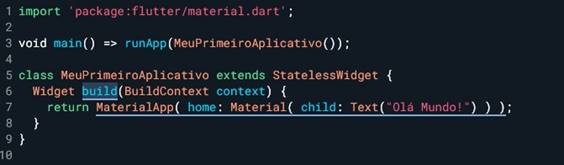 1 import 'package:flutter/material.dart';
2
3 void main() => runApp(MeuPrimeiroAplicativo());
4
5 class MeuPrimeiroAplicativo extends StatelessWidget {
6   Widget build(BuildContext context) {
7     return MaterialApp( home: Material( child: Text("Olá Mundo!") ) );
8   }
9 }
10